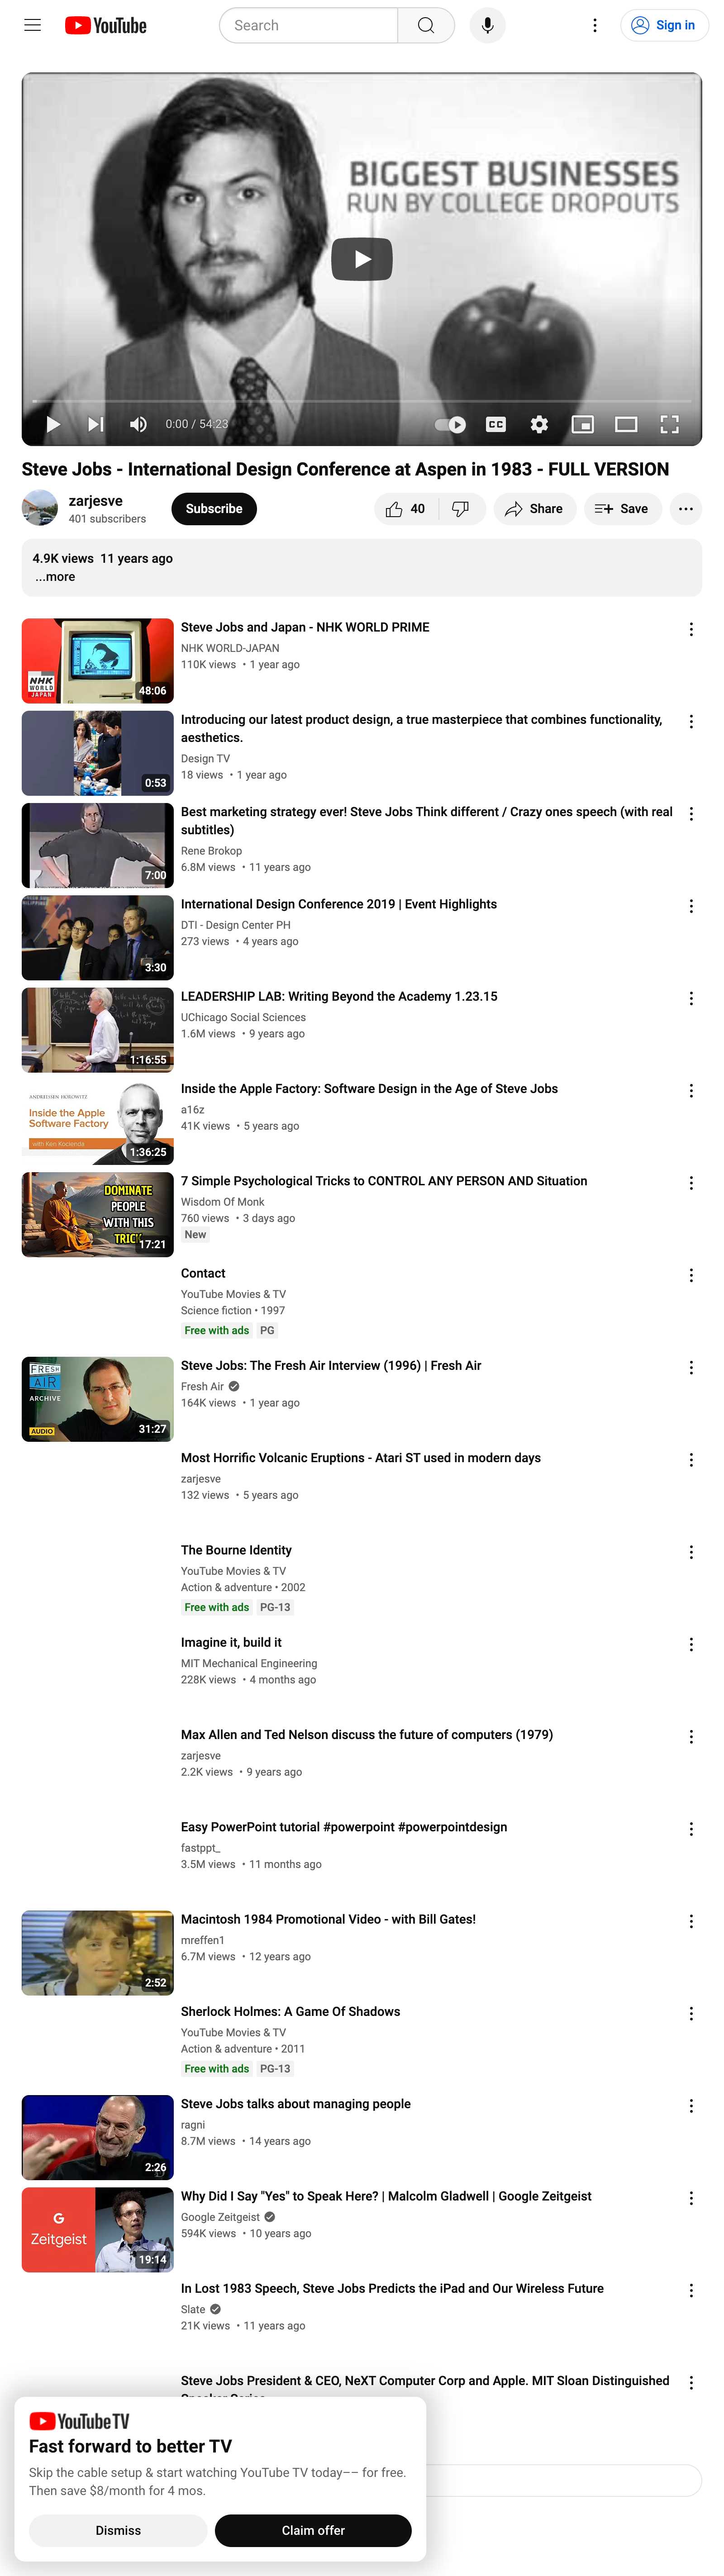 YouTube
Search
Sign in
BIGGEST BUSINESSES
RUN BY COLLEGE DROPOUTS
0:00 / 54:23
CC
Steve Jobs - International Design Conference at Aspen in 1983 - FULL VERSION
zarjesve
401 subscribers
Subscribe
40
Share
Save
4.9K views 11 years ago
...more
NHK
WORLD
JAPAN
48:06
Steve Jobs and Japan - NHK WORLD PRIME
NHK WORLD-JAPAN
110K views • 1 year ago
0:53
Introducing our latest product design, a true masterpiece that combines functionality,
aesthetics.
Design TV
18 views • 1 year ago
7:00
Best marketing strategy ever! Steve Jobs Think different / Crazy ones speech (with real
subtitles)
Rene Brokop
6.8M views • 11 years ago
3:30
International Design Conference 2019 | Event Highlights
DTI - Design Center PH
273 views • 4 years ago
1:16:55
LEADERSHIP LAB: Writing Beyond the Academy 1.23.15
UChicago Social Sciences
1.6M views • 9 years ago
ANDREESSEN HOROWITZ
Inside the Apple
Software Factory
with Ken Kocienda
1:36:25
Inside the Apple Factory: Software Design in the Age of Steve Jobs
a16z
41K views • 5 years ago
DOMINATE
PEOPLE
WITH THIS
17:21
7 Simple Psychological Tricks to CONTROL ANY PERSON AND Situation
Wisdom Of Monk
760 views • 3 days ago
New
Contact
YouTube Movies & TV
Science fiction • 1997
Free with ads PG
FRESH
AIR
ARCHIVE
AUDIO
31:27
Steve Jobs: The Fresh Air Interview (1996) | Fresh Air
Fresh Air
164K views • 1 year ago
Most Horrific Volcanic Eruptions - Atari ST used in modern days
zarjesve
132 views • 5 years ago
The Bourne Identity
YouTube Movies & TV
Action & adventure • 2002
Free with ads PG-13
Imagine it, build it
MIT Mechanical Engineering
228K views • 4 months ago
Max Allen and Ted Nelson discuss the future of computers (1979)
zarjesve
2.2K views • 9 years ago
Easy PowerPoint tutorial #powerpoint #powerpointdesign
fastppt_
3.5M views • 11 months ago
2:52
Macintosh 1984 Promotional Video - with Bill Gates!
mreffen1
6.7M views • 12 years ago
Sherlock Holmes: A Game Of Shadows
YouTube Movies & TV
Action & adventure • 2011
Free with ads PG-13
2:26
Steve Jobs talks about managing people
ragni
8.7M views • 14 years ago
G
Zeitgeist
19:14
Why Did I Say "Yes" to Speak Here? | Malcolm Gladwell | Google Zeitgeist
Google Zeitgeist
594K views • 10 years ago
In Lost 1983 Speech, Steve Jobs Predicts the iPad and Our Wireless Future
Slate
21K views • 11 years ago
Steve Jobs President & CEO, NeXT Computer Corp and Apple. MIT Sloan Distinguished
YouTube TV
Fast forward to better TV
Skip the cable setup & start watching YouTube TV today–– for free.
Then save $8/month for 4 mos.
Dismiss
Claim offer